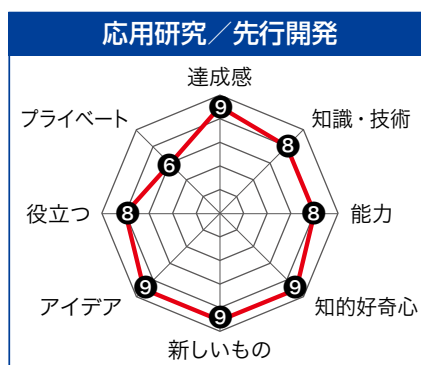 応用研究／先行開発
達成感
9
知識・技術
8
能力
8
知的好奇心
9
新しいもの
9
アイデア
9
役立つ
8
プライベート
6